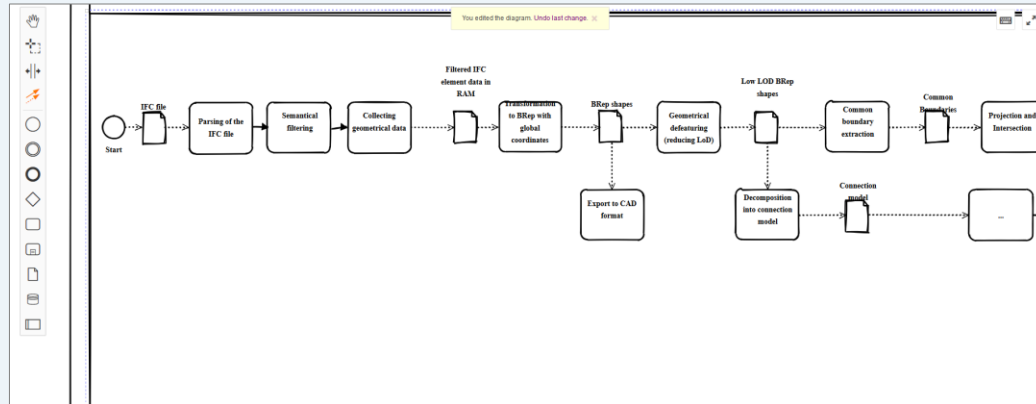 You edited the diagram. Undo last change.
Filtered IFC
element data in
RAM
Low LOD BRep
shapes
IFC file
BRep shapes
Common
Boundaries
Start
Parsing of the
IFC file
Semantical
filtering
Collecting
geometrical data
Transformation
to BRep with
global
coordinates
Geometrical
defeaturing
(reducing LoD)
Common
boundary
extraction
Projection and
Intersection
Export to CAD
format
Decomposition
into connection
model
Connection
model
...